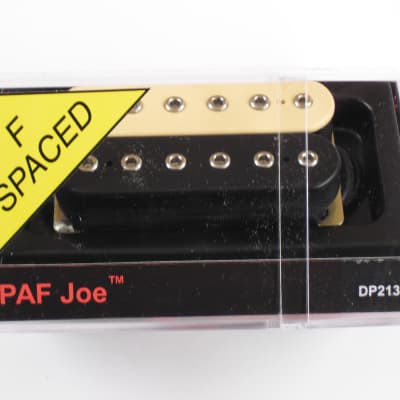 F
SPACED
PAF Joe™
DP213